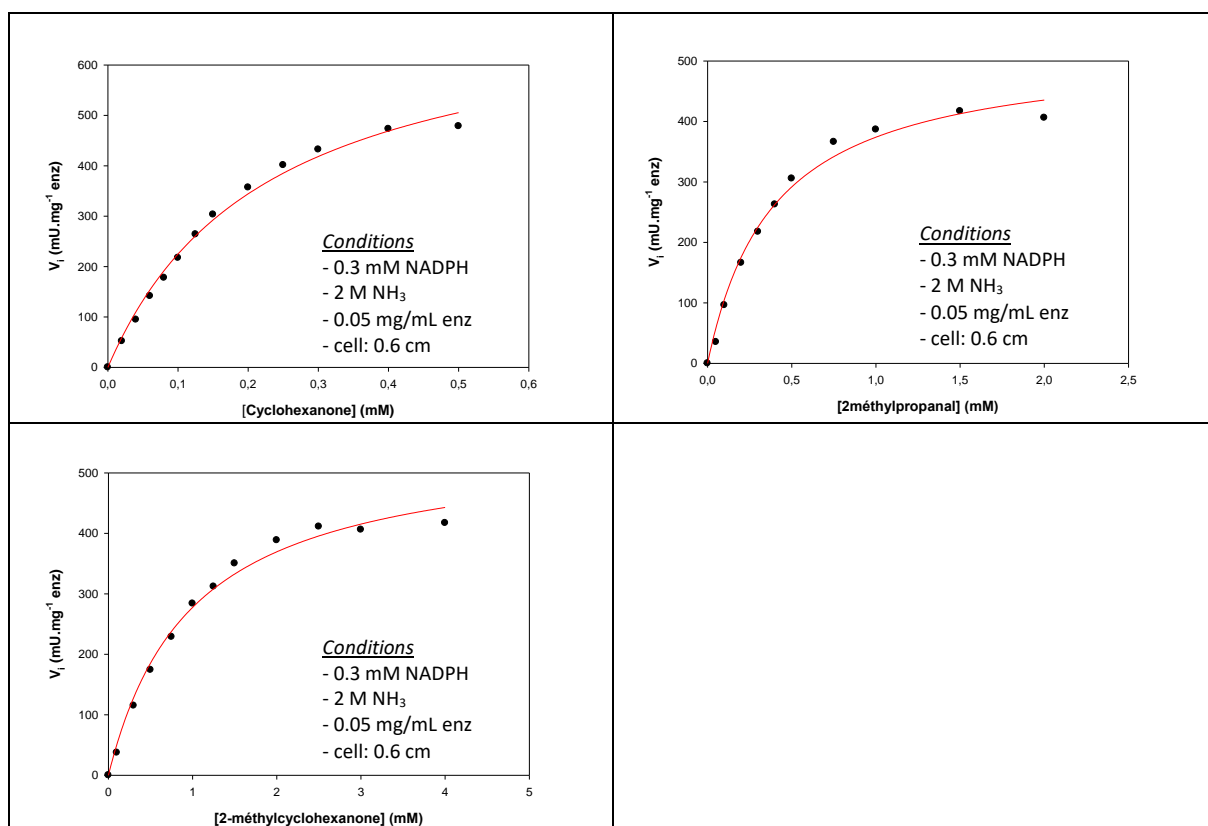 600
500
400
300
200
100
0
V_i (mU.mg⁻¹ enz)
Conditions
- 0.3 mM NADPH
- 2 M NH₃
- 0.05 mg/mL enz
- cell: 0.6 cm
0,0 0,1 0,2 0,3 0,4 0,5 0,6
[Cyclohexanone] (mM)
500
400
300
200
100
0
V_i (mU.mg⁻¹ enz)
Conditions
- 0.3 mM NADPH
- 2 M NH₃
- 0.05 mg/mL enz
- cell: 0.6 cm
0,0 0,5 1,0 1,5 2,0 2,5
[2méthylpropanal] (mM)
500
400
300
200
100
0
V_i (mU.mg⁻¹ enz)
Conditions
- 0.3 mM NADPH
- 2 M NH₃
- 0.05 mg/mL enz
- cell: 0.6 cm
0 1 2 3 4 5
[2-méthylcyclohexanone] (mM)